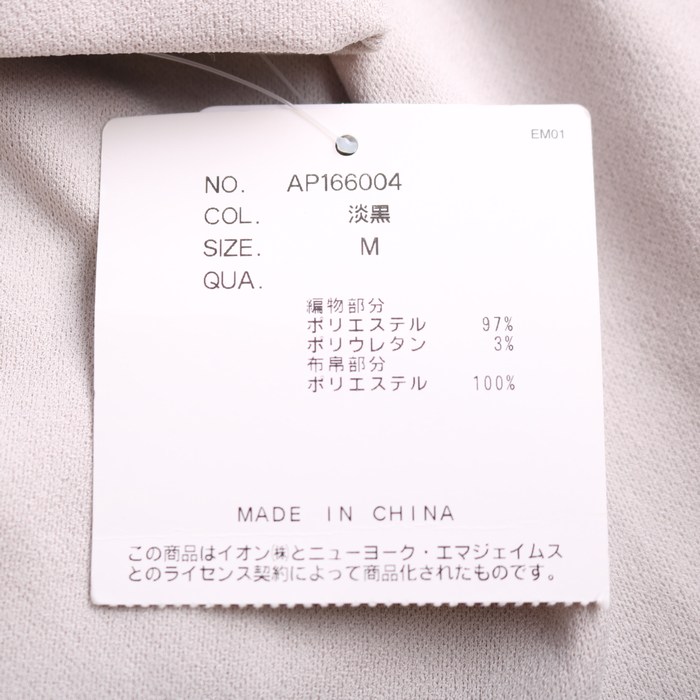 EM01
NO. AP166004
COL. 淡黒
SIZE. M
QUA.
編物部分
ポリエステル 97%
ポリウレタン 3%
布帛部分
ポリエステル 100%
MADE IN CHINA
この商品はイオン㈱とニューヨーク・エマジェイムス
とのライセンス契約によって商品化されたものです。